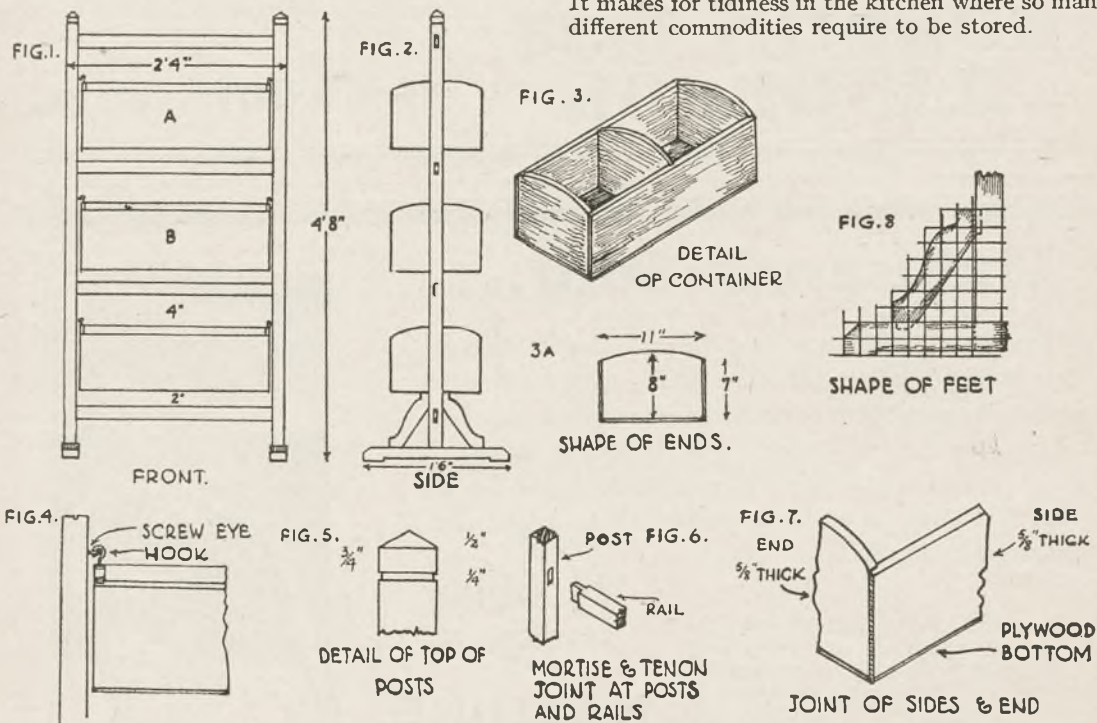 It makes for tidiness in the kitchen where so many
different commodities require to be stored.
FIG.1.
2'4"
A
B
4"
2"
4'8"
FRONT.
FIG.2.
1'6"
SIDE
FIG. 3.
DETAIL
OF CONTAINER
3A
11"
8"
7"
SHAPE OF ENDS.
FIG.8
SHAPE OF FEET
FIG.4.
SCREW EYE
HOOK
FIG.5.
3/4"
1/2"
1/4"
DETAIL OF TOP OF
POSTS
POST FIG.6.
RAIL
MORTISE & TENON
JOINT AT POSTS
AND RAILS
FIG.7.
END
5/8" THICK
SIDE
5/8" THICK
PLYWOOD
BOTTOM
JOINT OF SIDES & END